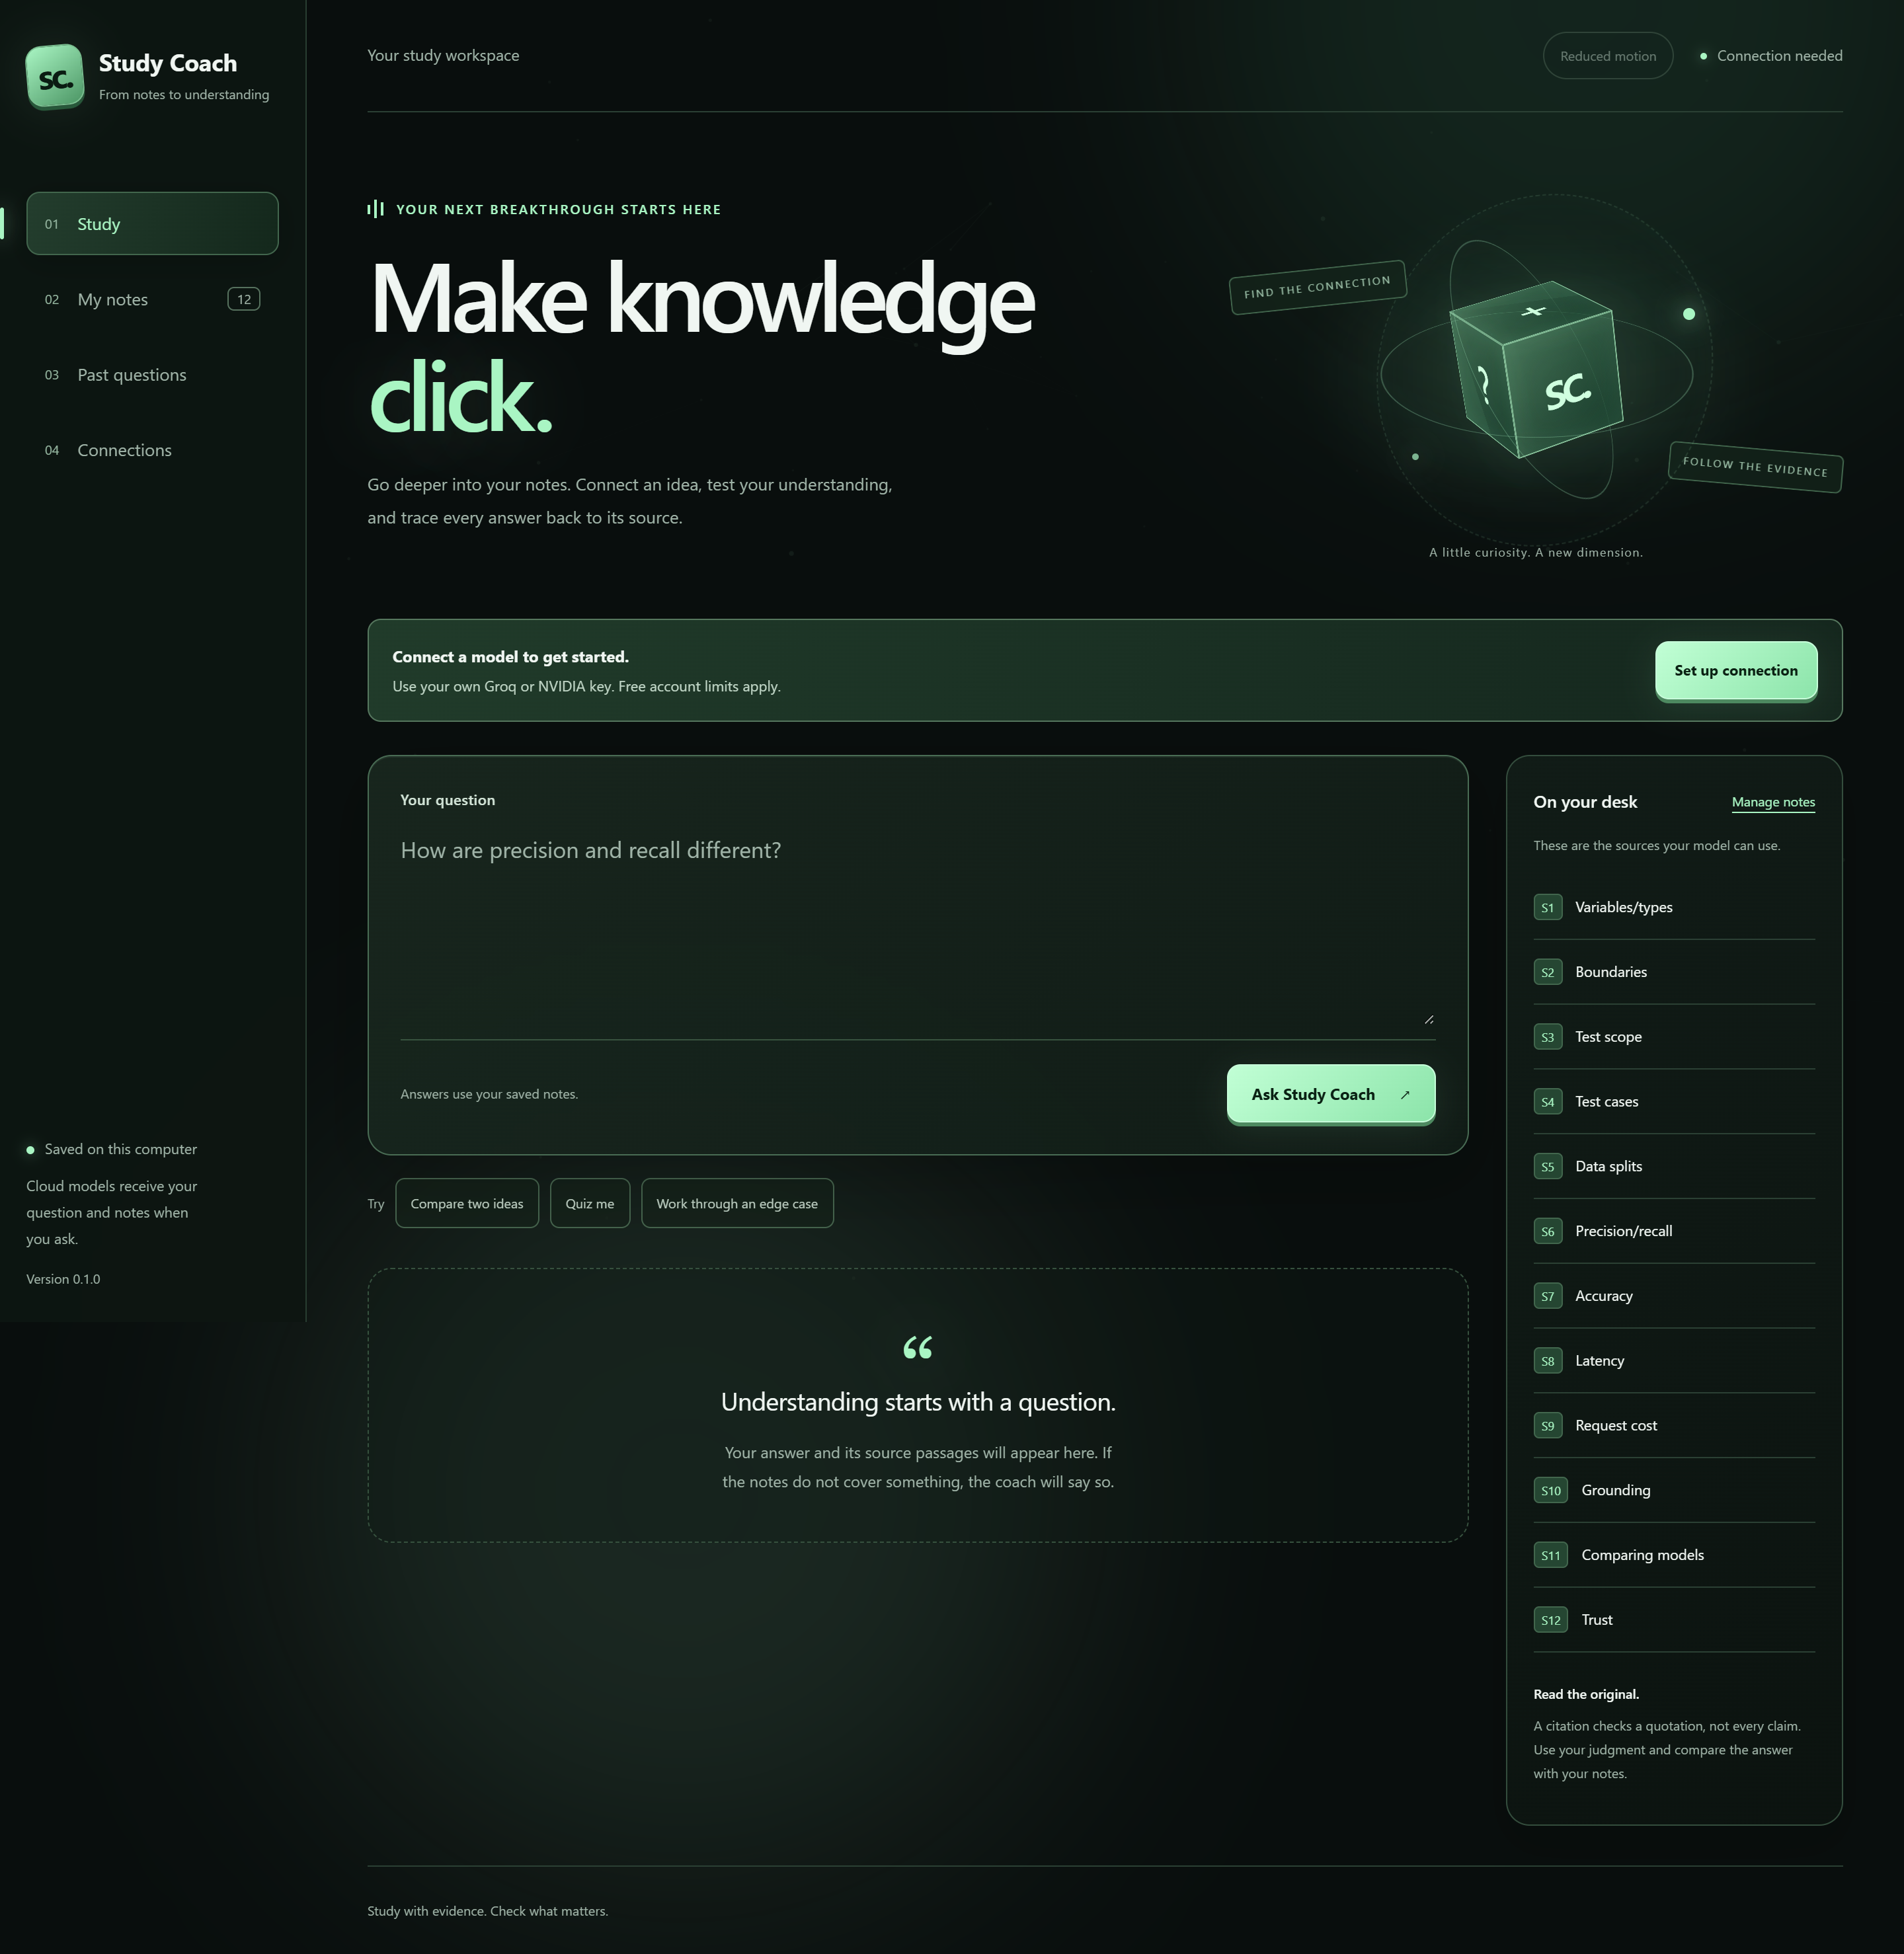 sc.
Study Coach
From notes to understanding
01 Study
02 My notes 12
03 Past questions
04 Connections
Saved on this computer
Cloud models receive your
question and notes when
you ask.
Version 0.1.0
Your study workspace
Reduced motion
Connection needed
YOUR NEXT BREAKTHROUGH STARTS HERE
Make knowledge
click.
Go deeper into your notes. Connect an idea, test your understanding,
and trace every answer back to its source.
FIND THE CONNECTION
+
?
sc.
FOLLOW THE EVIDENCE
A little curiosity. A new dimension.
Connect a model to get started.
Use your own Groq or NVIDIA key. Free account limits apply.
Set up connection
Your question
How are precision and recall different?
Answers use your saved notes.
Ask Study Coach ↗
Try
Compare two ideas
Quiz me
Work through an edge case
“
Understanding starts with a question.
Your answer and its source passages will appear here. If
the notes do not cover something, the coach will say so.
On your desk
Manage notes
These are the sources your model can use.
S1 Variables/types
S2 Boundaries
S3 Test scope
S4 Test cases
S5 Data splits
S6 Precision/recall
S7 Accuracy
S8 Latency
S9 Request cost
S10 Grounding
S11 Comparing models
S12 Trust
Read the original.
A citation checks a quotation, not every claim.
Use your judgment and compare the answer
with your notes.
Study with evidence. Check what matters.